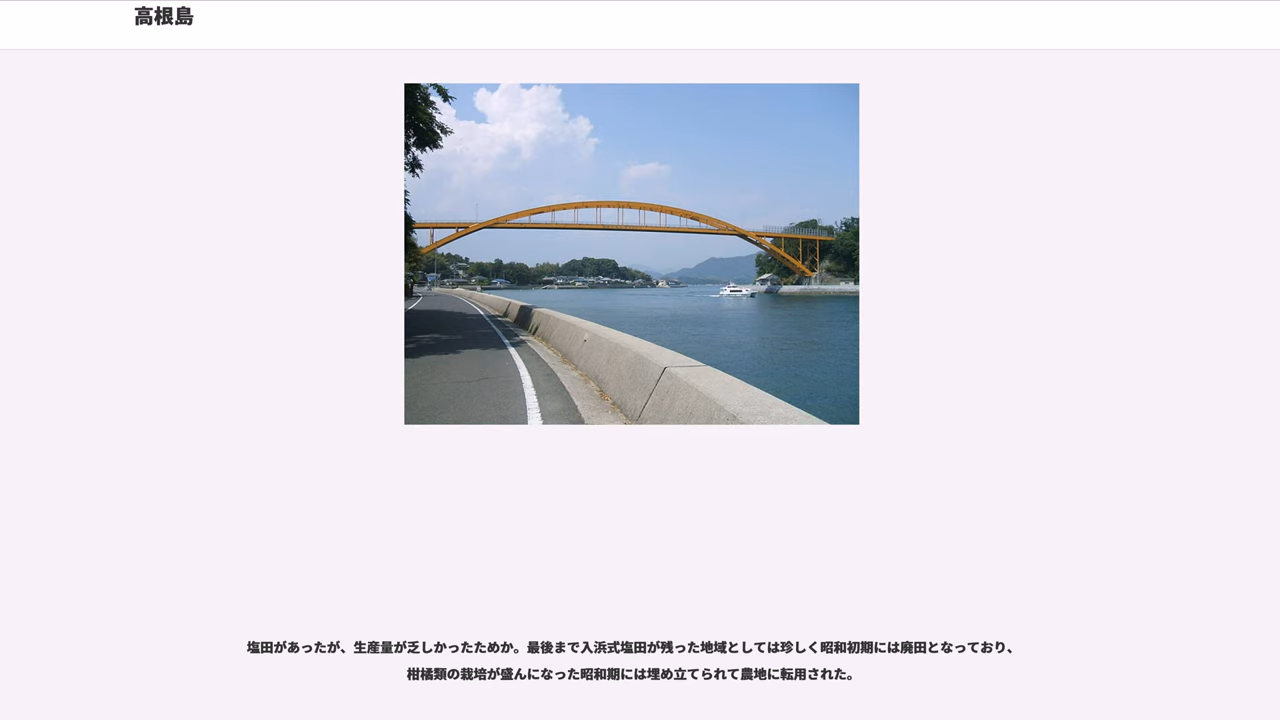 高根島
塩田があったが、生産量が乏しかったためか。最後まで入浜式塩田が残った地域としては珍しく昭和初期には廃田となっており、
柑橘類の栽培が盛んになった昭和期には埋め立てられて農地に転用された。